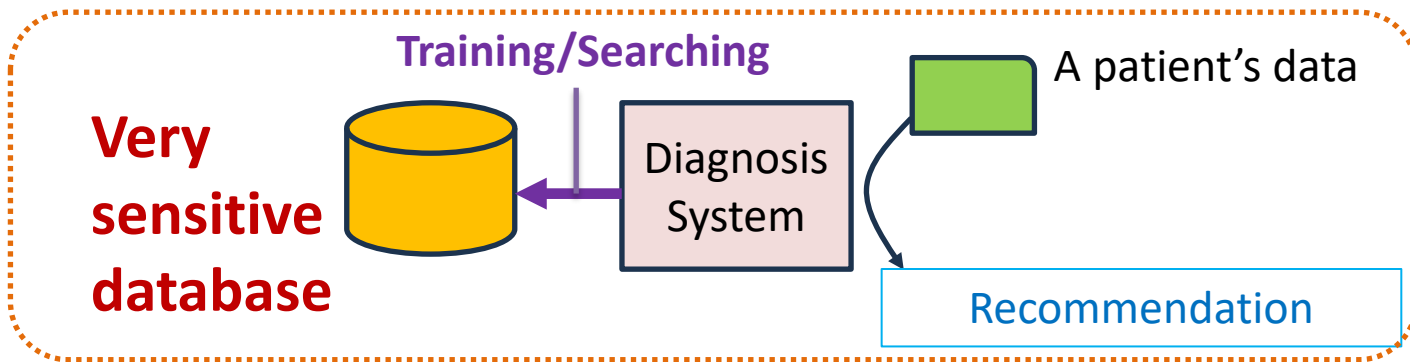 Training/Searching
A patient's data
Very
sensitive
database
Diagnosis
System
Recommendation